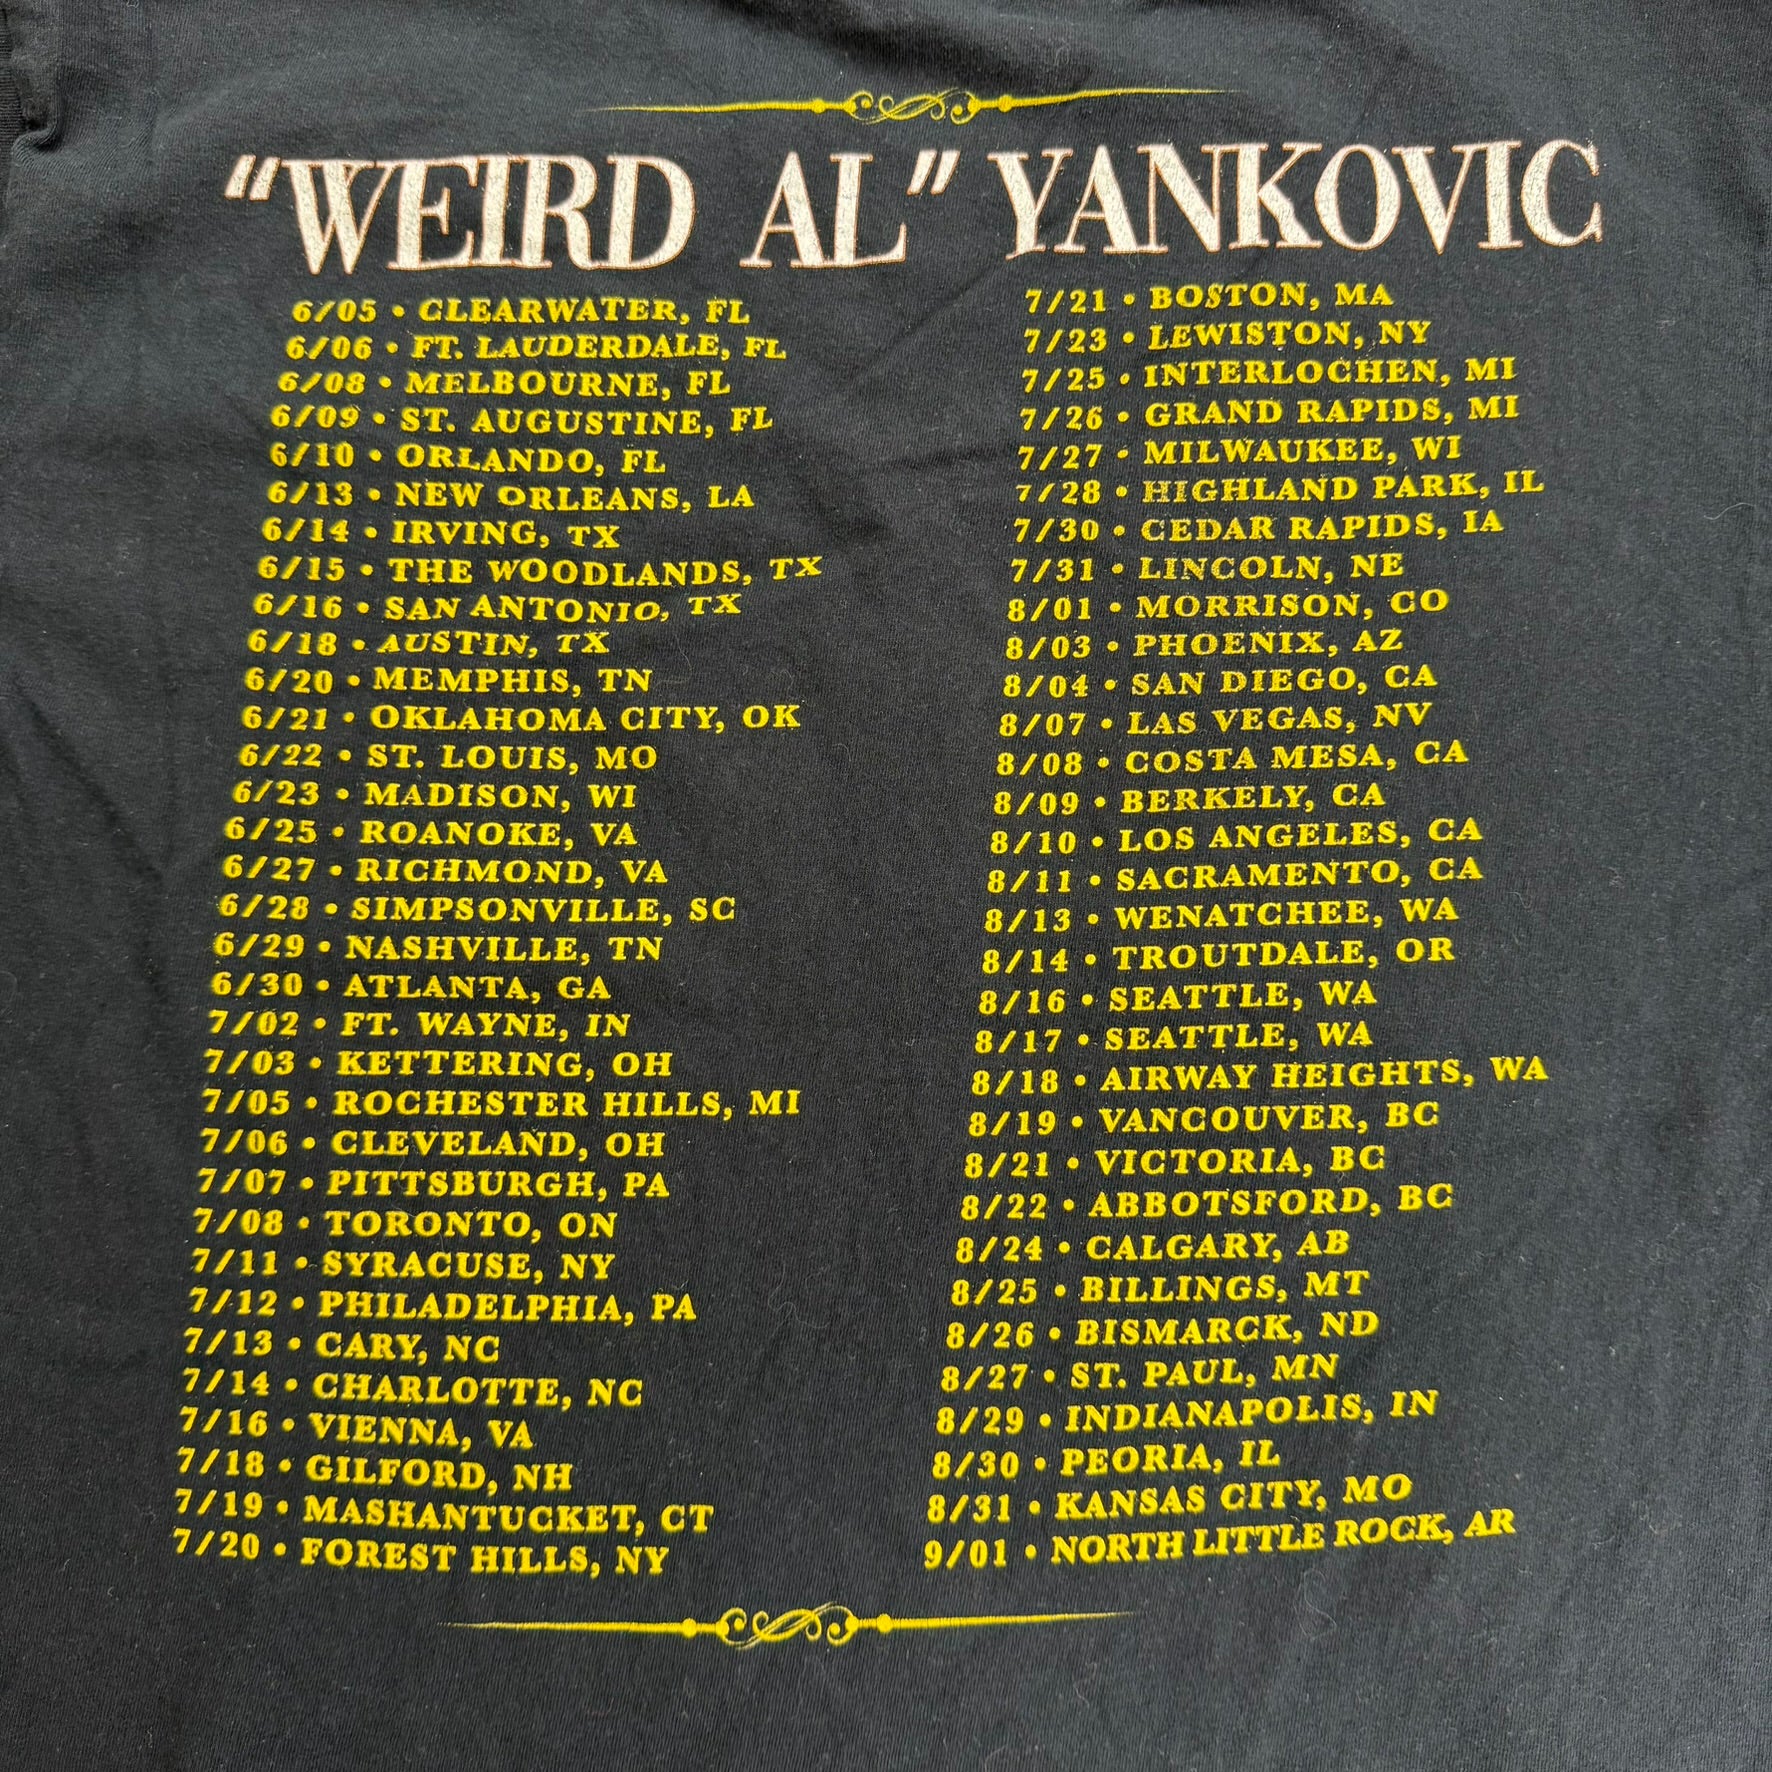 "WEIRD AL" YANKOVIC
6/05 • CLEARWATER, FL
6/06 • FT. LAUDERDALE, FL
6/08 • MELBOURNE, FL
6/09 • ST. AUGUSTINE, FL
6/10 • ORLANDO, FL
6/13 • NEW ORLEANS, LA
6/14 • IRVING, TX
6/15 • THE WOODLANDS, TX
6/16 • SAN ANTONIO, TX
6/18 • AUSTIN, TX
6/20 • MEMPHIS, TN
6/21 • OKLAHOMA CITY, OK
6/22 • ST. LOUIS, MO
6/23 • MADISON, WI
6/25 • ROANOKE, VA
6/27 • RICHMOND, VA
6/28 • SIMPSONVILLE, SC
6/29 • NASHVILLE, TN
6/30 • ATLANTA, GA
7/02 • FT. WAYNE, IN
7/03 • KETTERING, OH
7/05 • ROCHESTER HILLS, MI
7/06 • CLEVELAND, OH
7/07 • PITTSBURGH, PA
7/08 • TORONTO, ON
7/11 • SYRACUSE, NY
7/12 • PHILADELPHIA, PA
7/13 • CARY, NC
7/14 • CHARLOTTE, NC
7/16 • VIENNA, VA
7/18 • GILFORD, NH
7/19 • MASHANTUCKET, CT
7/20 • FOREST HILLS, NY
7/21 • BOSTON, MA
7/23 • LEWISTON, NY
7/25 • INTERLOCHEN, MI
7/26 • GRAND RAPIDS, MI
7/27 • MILWAUKEE, WI
7/28 • HIGHLAND PARK, IL
7/30 • CEDAR RAPIDS, IA
7/31 • LINCOLN, NE
8/01 • MORRISON, CO
8/03 • PHOENIX, AZ
8/04 • SAN DIEGO, CA
8/07 • LAS VEGAS, NV
8/08 • COSTA MESA, CA
8/09 • BERKELY, CA
8/10 • LOS ANGELES, CA
8/11 • SACRAMENTO, CA
8/13 • WENATCHEE, WA
8/14 • TROUTDALE, OR
8/16 • SEATTLE, WA
8/17 • SEATTLE, WA
8/18 • AIRWAY HEIGHTS, WA
8/19 • VANCOUVER, BC
8/21 • VICTORIA, BC
8/22 • ABBOTSFORD, BC
8/24 • CALGARY, AB
8/25 • BILLINGS, MT
8/26 • BISMARCK, ND
8/27 • ST. PAUL, MN
8/29 • INDIANAPOLIS, IN
8/30 • PEORIA, IL
8/31 • KANSAS CITY, MO
9/01 • NORTH LITTLE ROCK, AR